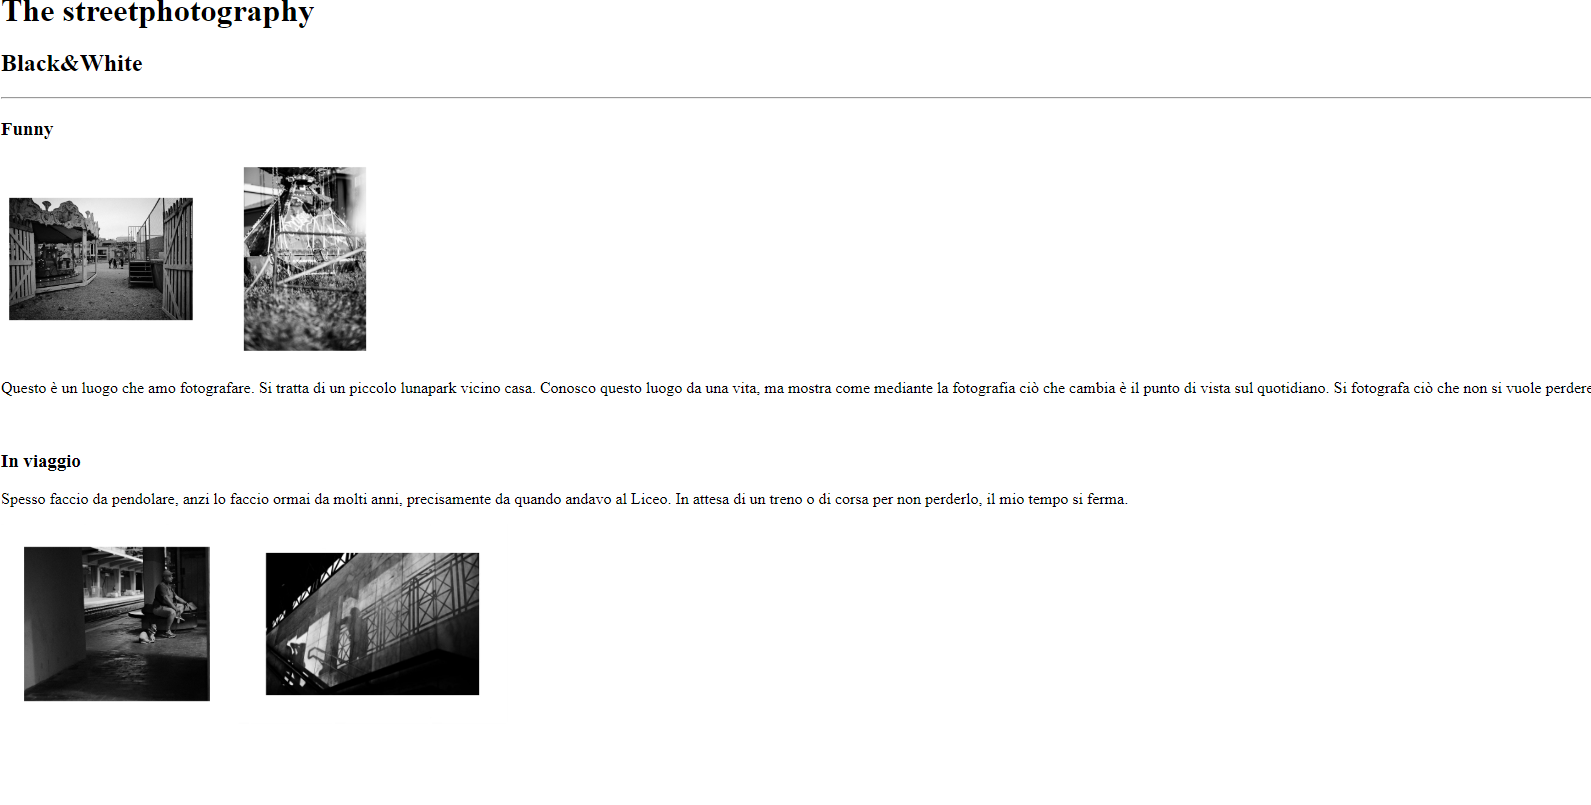 The streetphotography
Black&White
Funny
Questo è un luogo che amo fotografare. Si tratta di un piccolo lunapark vicino casa. Conosco questo luogo da una vita, ma mostra come mediante la fotografia ciò che cambia è il punto di vista sul quotidiano. Si fotografa ciò che non si vuole perdere
In viaggio
Spesso faccio da pendolare, anzi lo faccio ormai da molti anni, precisamente da quando andavo al Liceo. In attesa di un treno o di corsa per non perderlo, il mio tempo si ferma.